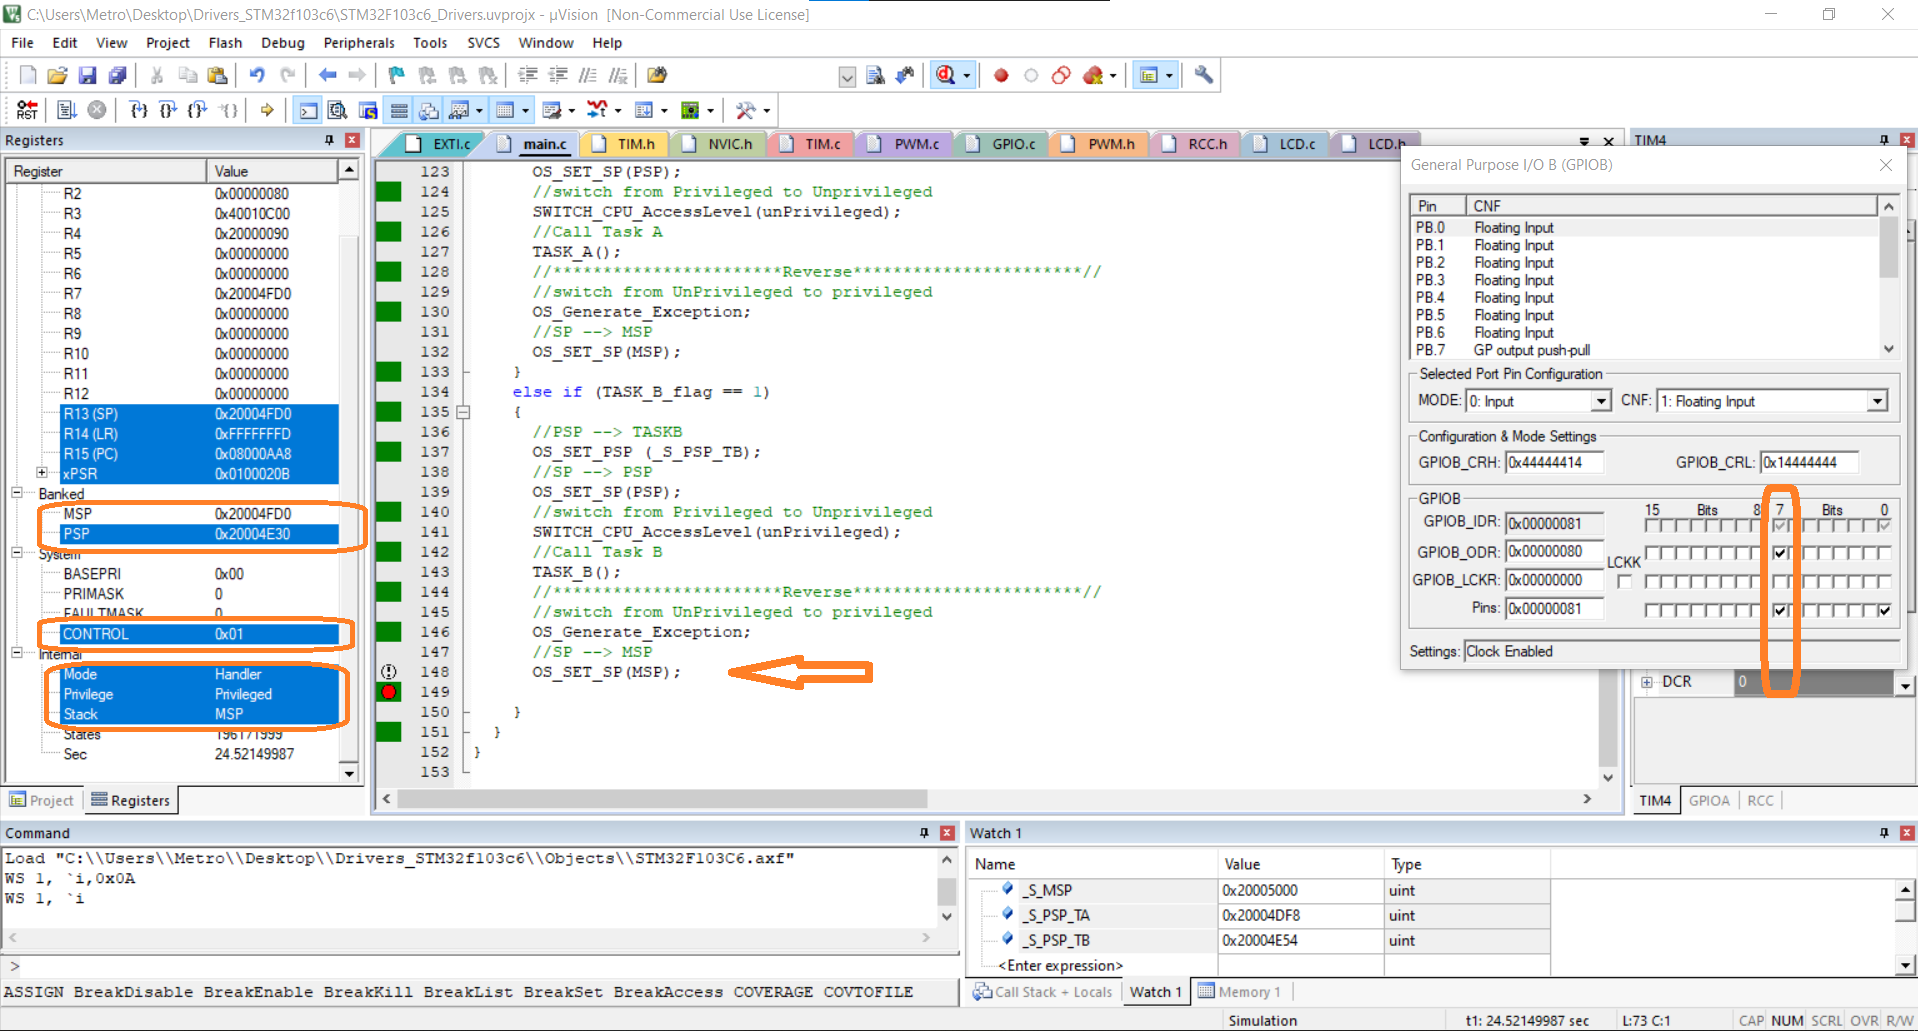 C:\Users\Metro\Desktop\Drivers_STM32f103c6\STM32F103C6_Drivers.uvprojx - µVision [Non-Commercial Use License]
File Edit View Project Flash Debug Peripherals Tools SVCS Window Help
RST
Registers
Register Value
R2 0x00000080
R3 0x40010C00
R4 0x20000090
R5 0x00000000
R6 0x00000000
R7 0x20004FD0
R8 0x00000000
R9 0x00000000
R10 0x00000000
R11 0x00000000
R12 0x00000000
R13 (SP) 0x20004FD0
R14 (LR) 0xFFFFFFFD
R15 (PC) 0x08000AA8
xPSR 0x0100020B
Banked
MSP 0x20004FD0
PSP 0x20004E30
System
BASEPRI 0x00
PRIMASK 0
FAULTMASK 0
CONTROL 0x01
Internal
Mode Handler
Privilege Privileged
Stack MSP
States 196171999
Sec 24.52149987
Project Registers
EXTI.c main.c TIM.h NVIC.h TIM.c PWM.c GPIO.c PWM.h RCC.h LCD.c LCD.h
123 OS_SET_SP(PSP);
124 //switch from Privileged to Unprivileged
125 SWITCH_CPU_AccessLevel(unPrivileged);
126 //Call Task A
127 TASK_A();
128 //***********************Reverse***********************//
129 //switch from UnPrivileged to privileged
130 OS_Generate_Exception;
131 //SP --> MSP
132 OS_SET_SP(MSP);
133 }
134 else if (TASK_B_flag == 1)
135 {
136 //PSP --> TASKB
137 OS_SET_PSP (_S_PSP_TB);
138 //SP --> PSP
139 OS_SET_SP(PSP);
140 //switch from Privileged to Unprivileged
141 SWITCH_CPU_AccessLevel(unPrivileged);
142 //Call Task B
143 TASK_B();
144 //***********************Reverse***********************//
145 //switch from UnPrivileged to privileged
146 OS_Generate_Exception;
147 //SP --> MSP
148 OS_SET_SP(MSP);
149
150 }
151 }
152 }
153
TIM4
General Purpose I/O B (GPIOB)
Pin CNF
PB.0 Floating Input
PB.1 Floating Input
PB.2 Floating Input
PB.3 Floating Input
PB.4 Floating Input
PB.5 Floating Input
PB.6 Floating Input
PB.7 GP output push-pull
Selected Port Pin Configuration
MODE: 0: Input CNF: 1: Floating Input
Configuration & Mode Settings
GPIOB_CRH: 0x44444414 GPIOB_CRL: 0x14444444
GPIOB
15 Bits 8 7 Bits 0
GPIOB_IDR: 0x00000081
GPIOB_ODR: 0x00000080
LCKK
GPIOB_LCKR: 0x00000000
Pins: 0x00000081
Settings: Clock Enabled
DCR 0
TIM4 GPIOA RCC
Command
Load "C:\\Users\\Metro\\Desktop\\Drivers_STM32f103c6\\Objects\\STM32F103C6.axf"
WS 1, `i,0x0A
WS 1, `i
>
ASSIGN BreakDisable BreakEnable BreakKill BreakList BreakSet BreakAccess COVERAGE COVTOFILE
Watch 1
Name Value Type
_S_MSP 0x20005000 uint
_S_PSP_TA 0x20004DF8 uint
_S_PSP_TB 0x20004E54 uint
<Enter expression>
Call Stack + Locals Watch 1 Memory 1
Simulation t1: 24.52149987 sec L:73 C:1 CAP NUM SCRL OVR R/W